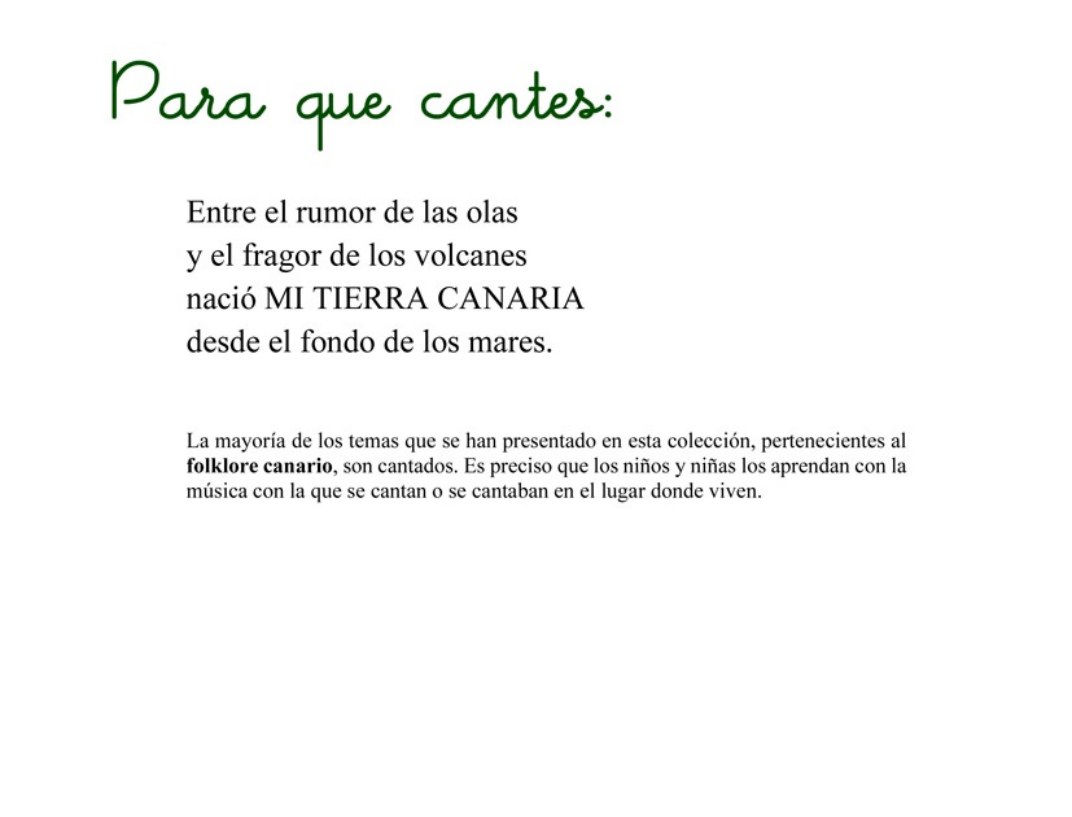 Para que cantes:
Entre el rumor de las olas
y el fragor de los volcanes
nació MI TIERRA CANARIA
desde el fondo de los mares.
La mayoría de los temas que se han presentado en esta colección, pertenecientes al
folklore canario, son cantados. Es preciso que los niños y niñas los aprendan con la
música con la que se cantan o se cantaban en el lugar donde viven.